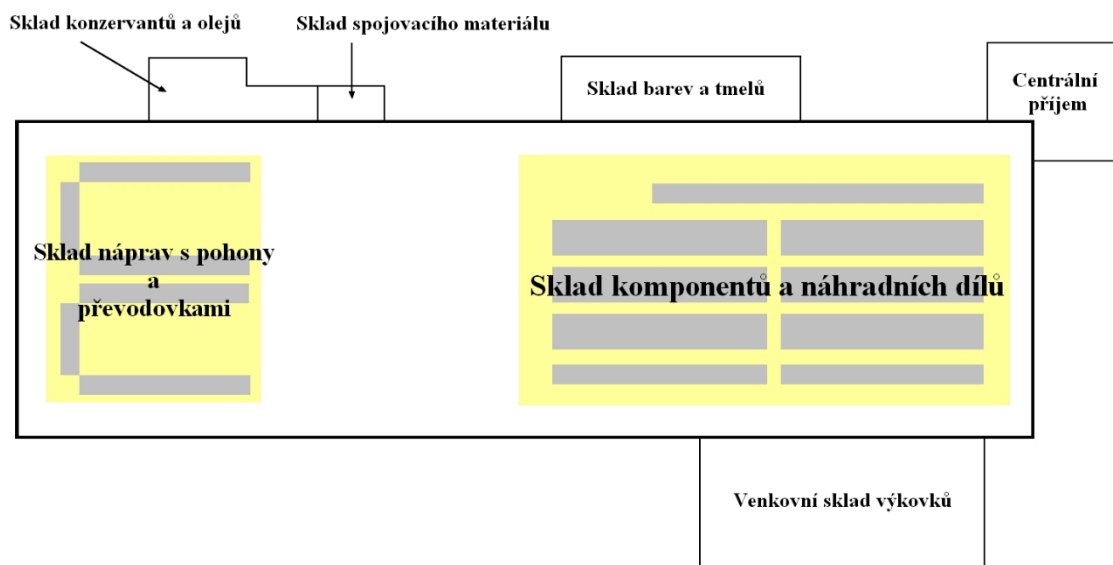 Sklad konzervantů a olejů
Sklad spojovacího materiálu
Sklad barev a tmelů
Centrální
příjem
Sklad náprav s pohony
a
převodovkami
Sklad komponentů a náhradních dílů
Venkovní sklad výkovků